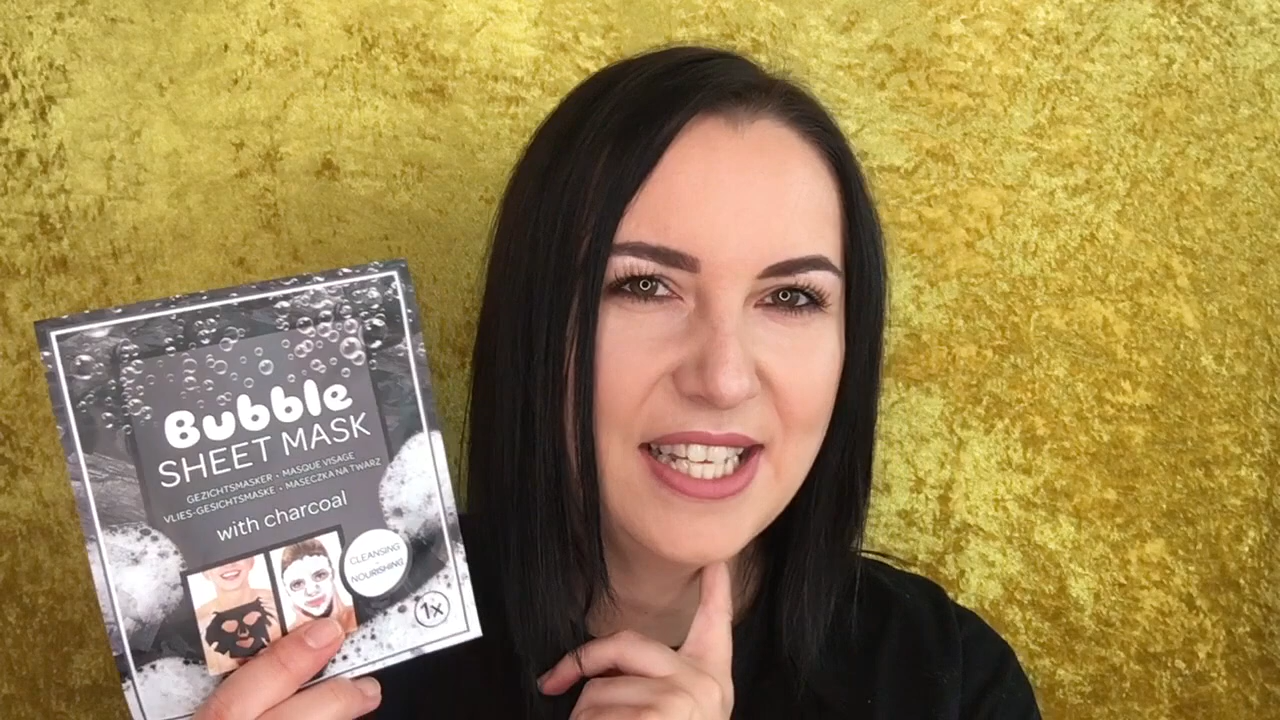 Bubble
SHEET MASK
GEZICHTSMASKER • MASQUE VISAGE
VLIES-GESICHTSMASKE • MASECZKA NA TWARZ
with charcoal
CLEANSING
NOURISHING
1x